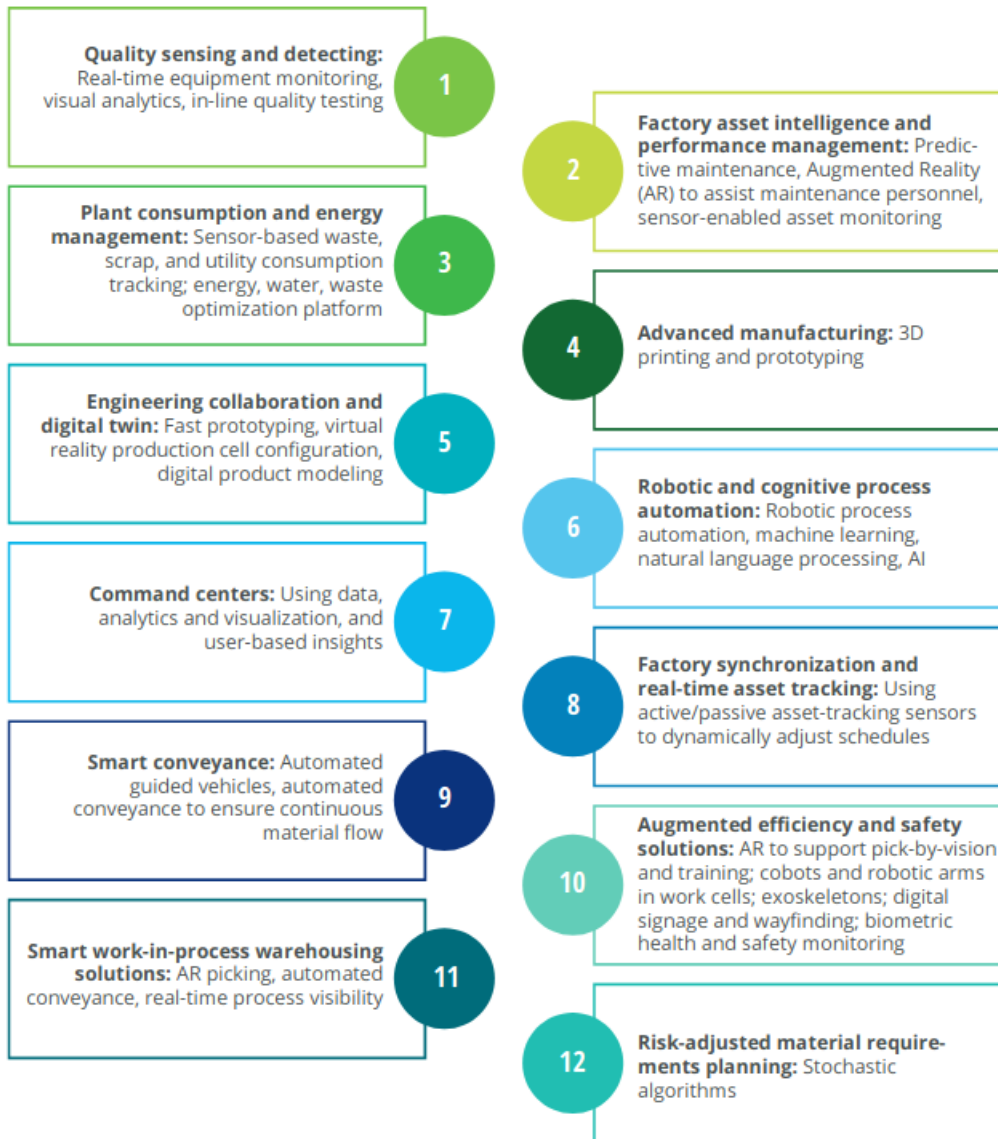 Quality sensing and detecting:
Real-time equipment monitoring,
visual analytics, in-line quality testing
1
2
Factory asset intelligence and
performance management: Predic-
tive maintenance, Augmented Reality
(AR) to assist maintenance personnel,
sensor-enabled asset monitoring
Plant consumption and energy
management: Sensor-based waste,
scrap, and utility consumption
tracking; energy, water, waste
optimization platform
3
4
Advanced manufacturing: 3D
printing and prototyping
Engineering collaboration and
digital twin: Fast prototyping, virtual
reality production cell configuration,
digital product modeling
5
6
Robotic and cognitive process
automation: Robotic process
automation, machine learning,
natural language processing, AI
Command centers: Using data,
analytics and visualization, and
user-based insights
7
8
Factory synchronization and
real-time asset tracking: Using
active/passive asset-tracking sensors
to dynamically adjust schedules
Smart conveyance: Automated
guided vehicles, automated
conveyance to ensure continuous
material flow
9
10
Augmented efficiency and safety
solutions: AR to support pick-by-vision
and training; cobots and robotic arms
in work cells; exoskeletons; digital
signage and wayfinding; biometric
health and safety monitoring
Smart work-in-process warehousing
solutions: AR picking, automated
conveyance, real-time process visibility
11
12
Risk-adjusted material require-
ments planning: Stochastic
algorithms